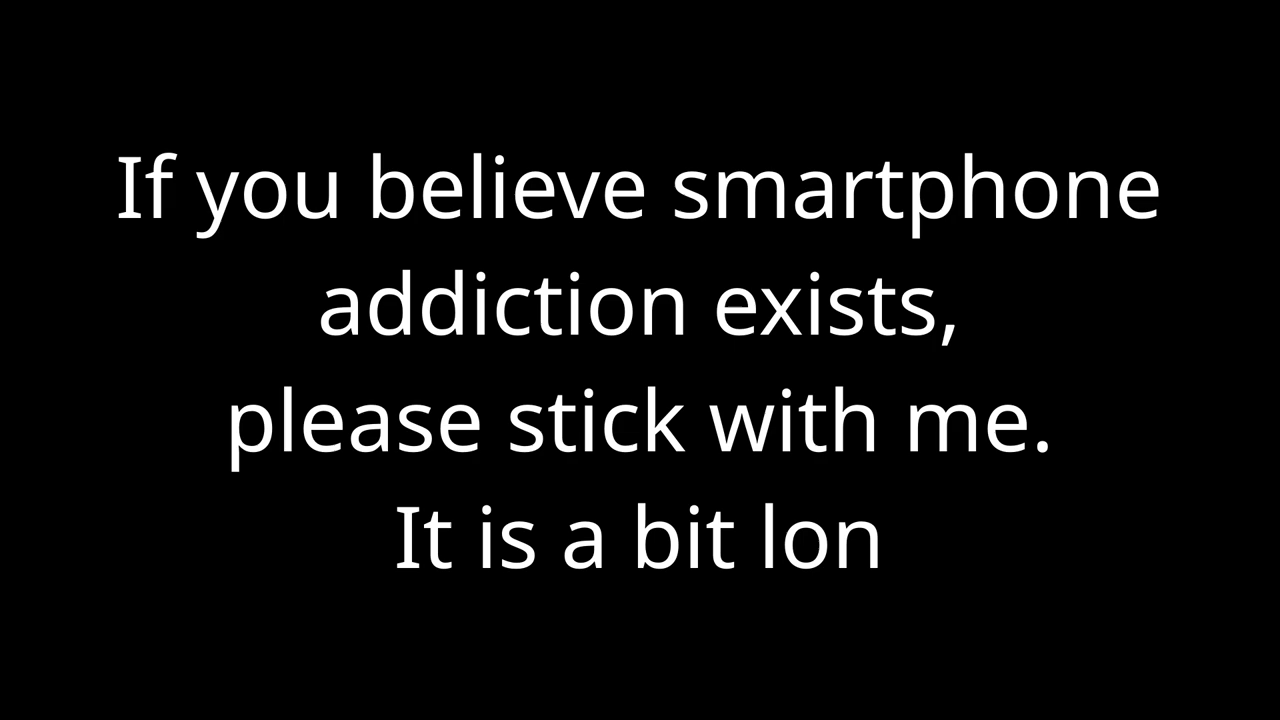 If you believe smartphone
addiction exists,
please stick with me.
It is a bit lon